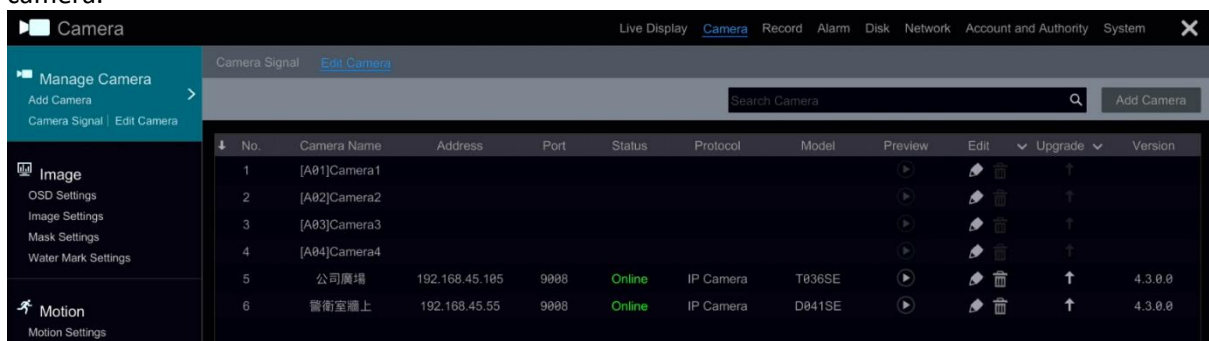 camera.
Camera
Live Display Camera Record Alarm Disk Network Account and Authority System
Camera Signal Edit Camera
Manage Camera
Add Camera
Camera Signal | Edit Camera
Search Camera Add Camera
No. Camera Name Address Port Status Protocol Model Preview Edit Upgrade Version
1 [A01]Camera1
2 [A02]Camera2
3 [A03]Camera3
4 [A04]Camera4
5 公司廣場 192.168.45.105 9008 Online IP Camera T036SE 4.3.0.0
6 警衛室牆上 192.168.45.55 9008 Online IP Camera D041SE 4.3.0.0
Image
OSD Settings
Image Settings
Mask Settings
Water Mark Settings
Motion
Motion Settings